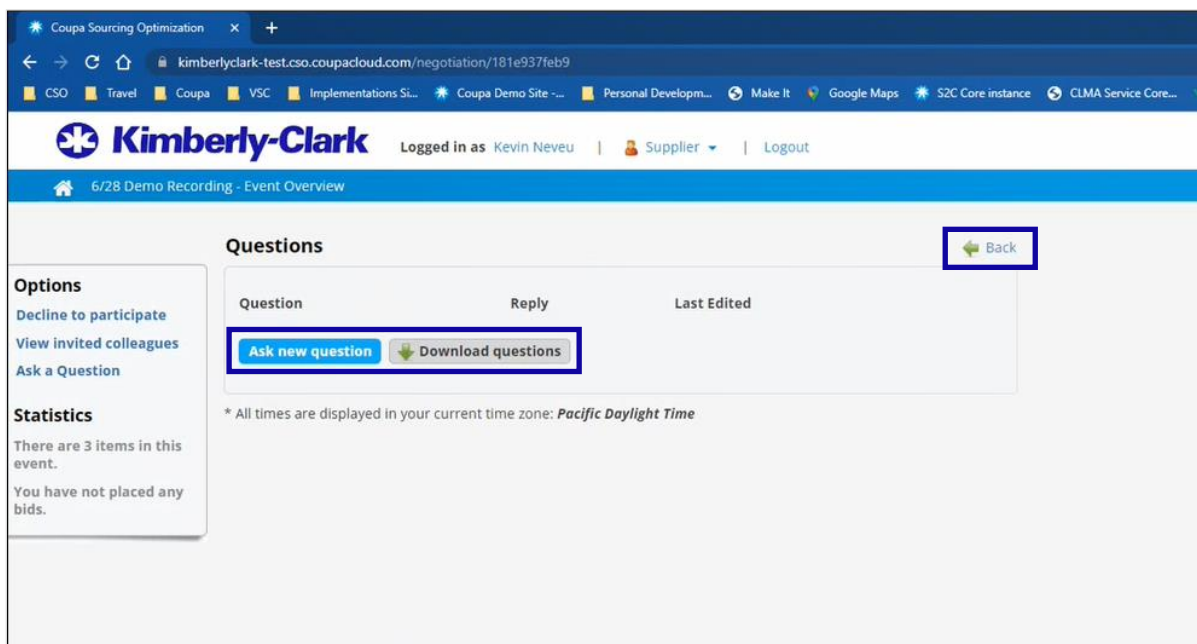 Coupa Sourcing Optimization
kimberlyclark-test.cso.coupacloud.com/negotiation/181e937feb9
CSO Travel Coupa VSC Implementations Si... Coupa Demo Site -... Personal Developm... Make It Google Maps S2C Core instance CLMA Service Core...
Kimberly-Clark Logged in as Kevin Neveu | Supplier | Logout
6/28 Demo Recording - Event Overview
Questions Back
Options
Decline to participate
View invited colleagues
Ask a Question
Statistics
There are 3 items in this
event.
You have not placed any
bids.
Question Reply Last Edited
Ask new question Download questions
* All times are displayed in your current time zone: Pacific Daylight Time